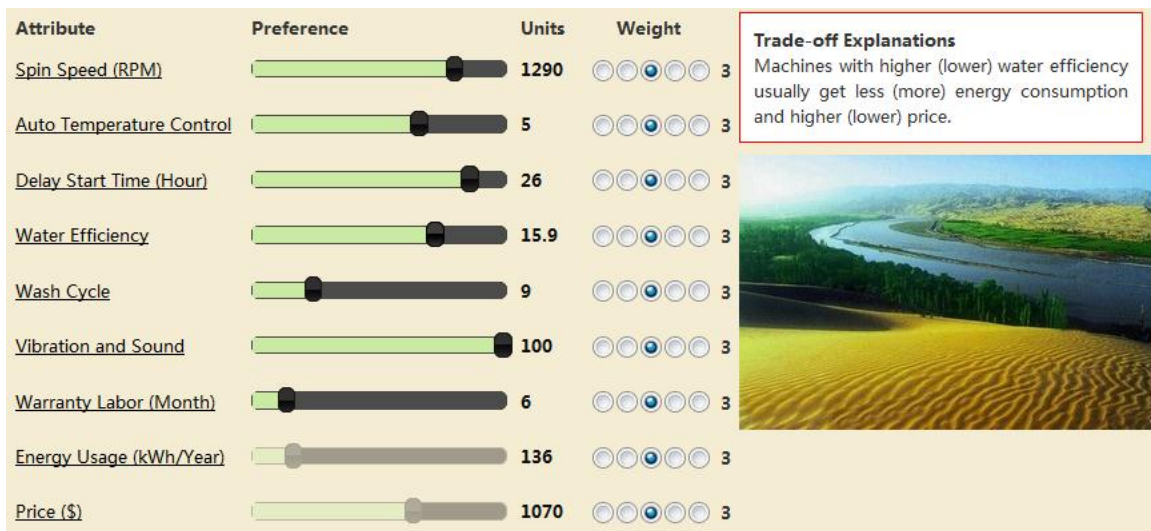 Attribute Preference Units Weight
Spin Speed (RPM) 1290 3
Auto Temperature Control 5 3
Delay Start Time (Hour) 26 3
Water Efficiency 15.9 3
Wash Cycle 9 3
Vibration and Sound 100 3
Warranty Labor (Month) 6 3
Energy Usage (kWh/Year) 136 3
Price ($) 1070 3
Trade-off Explanations
Machines with higher (lower) water efficiency
usually get less (more) energy consumption
and higher (lower) price.